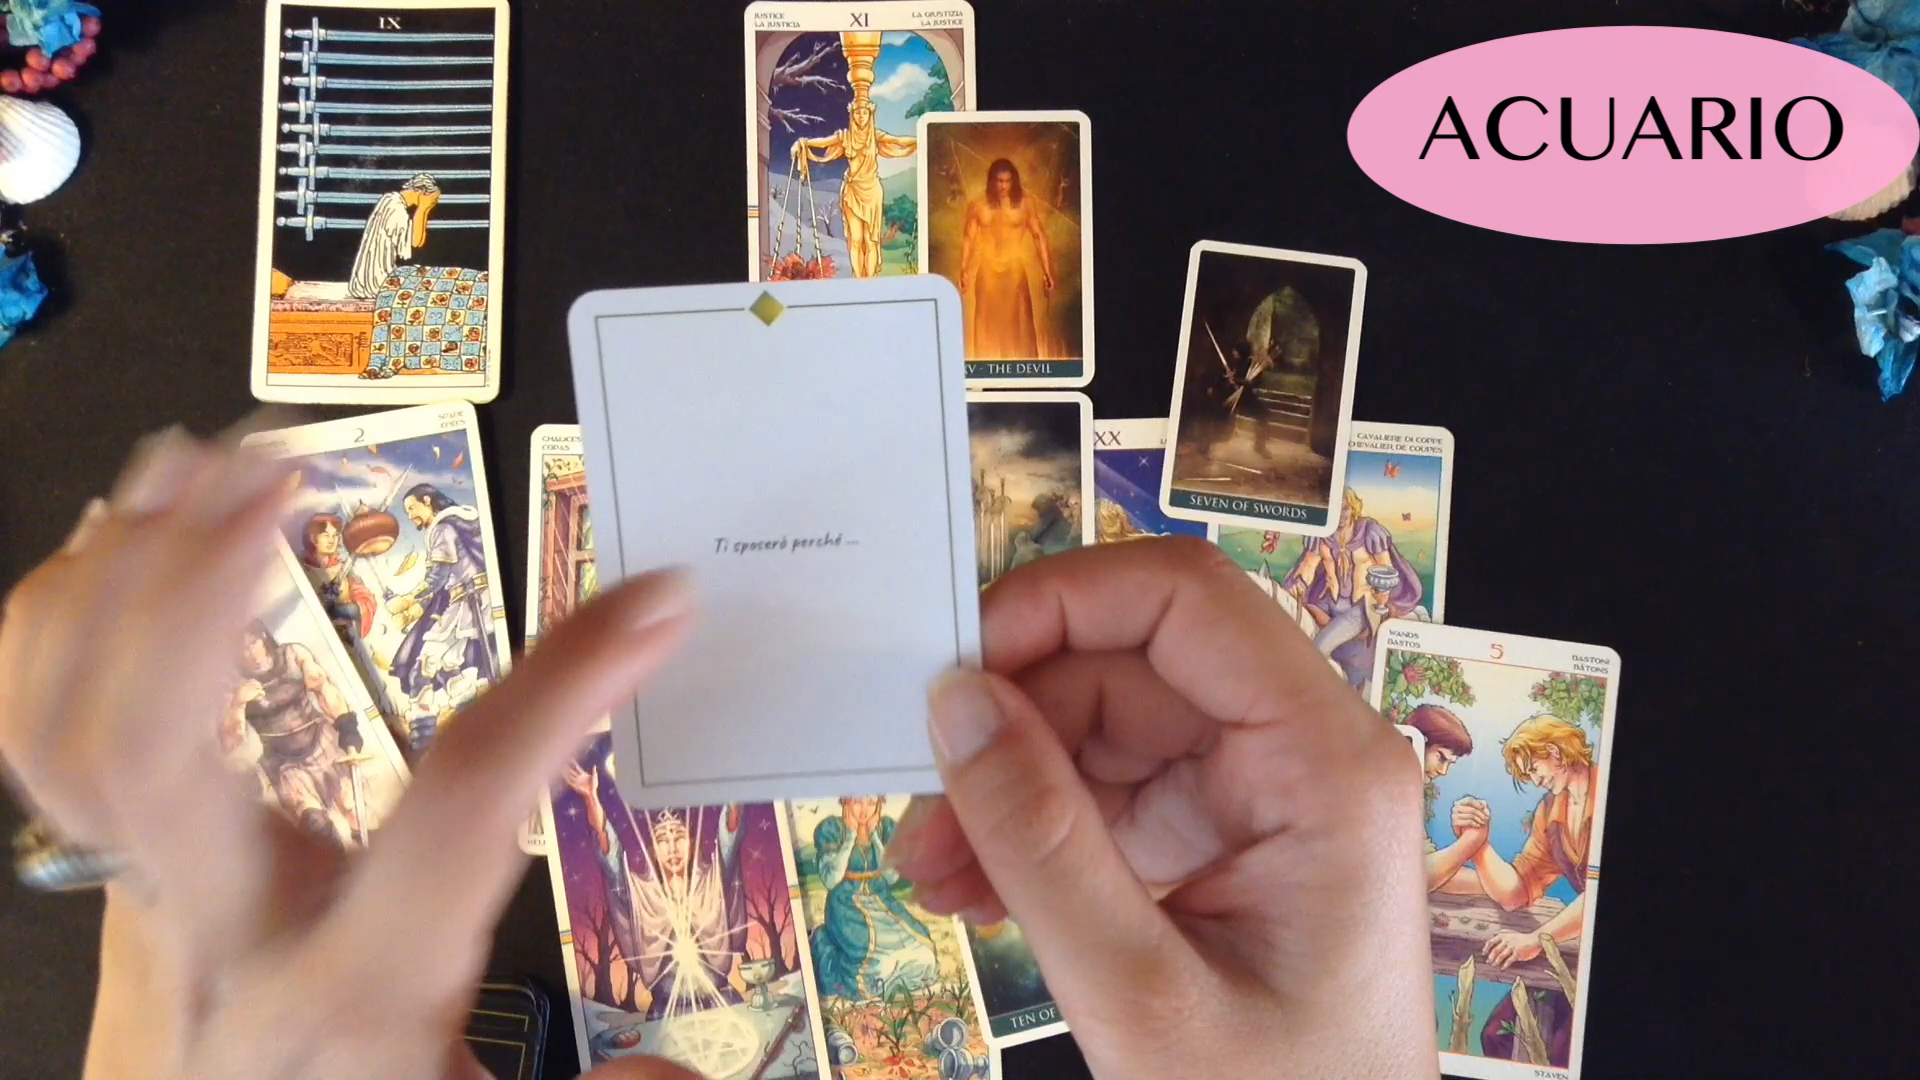 IX
JUSTICE
LA JUSTICIA
XI
LA GIUSTIZIA
LA JUSTICE
ACUARIO
XV - THE DEVIL
SEVEN OF SWORDS
2
CHALICES
COPAS
XX
CAVALIERE DI COPPE
CHEVALIER DE COUPES
Ti sposerò perché ...
WANDS
BASTOS
5
BASTONI
BÂTONS
TEN OF
STAVEN